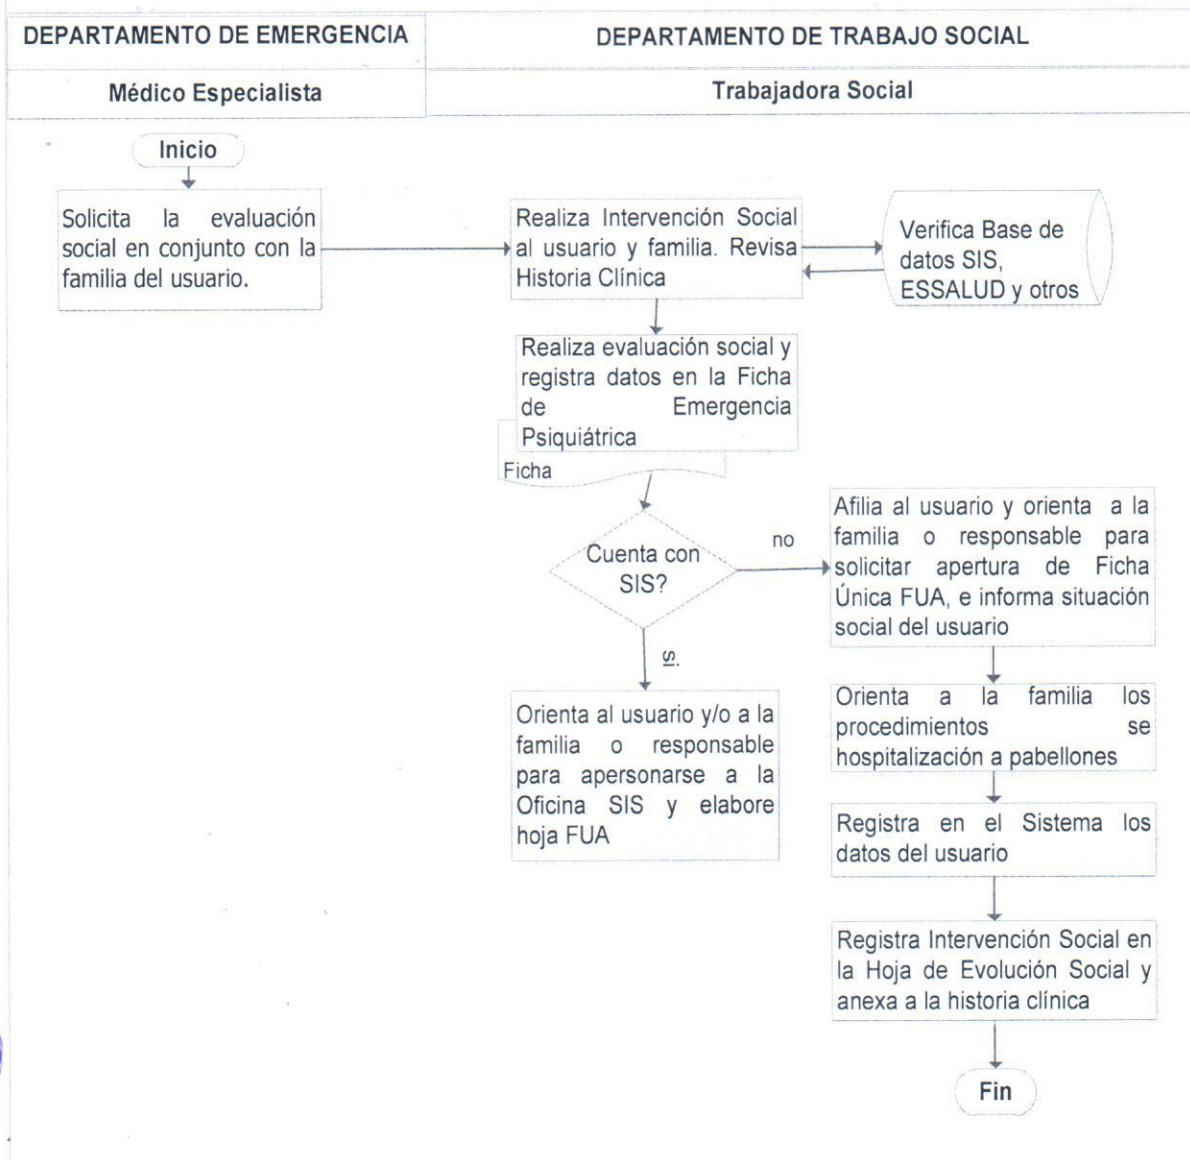 DEPARTAMENTO DE EMERGENCIA
DEPARTAMENTO DE TRABAJO SOCIAL
Médico Especialista
Trabajadora Social
Inicio
Solicita la evaluación
social en conjunto con la
familia del usuario.
Realiza Intervención Social
al usuario y familia. Revisa
Historia Clínica
Verifica Base de
datos SIS,
ESSALUD y otros
Realiza evaluación social y
registra datos en la Ficha
de Emergencia
Psiquiátrica
Ficha
Cuenta con
SIS?
no
si
Afilia al usuario y orienta a la
familia o responsable para
solicitar apertura de Ficha
Única FUA, e informa situación
social del usuario
Orienta al usuario y/o a la
familia o responsable
para apersonarse a la
Oficina SIS y elabore
hoja FUA
Orienta a la familia los
procedimientos se
hospitalización a pabellones
Registra en el Sistema los
datos del usuario
Registra Intervención Social en
la Hoja de Evolución Social y
anexa a la historia clínica
Fin